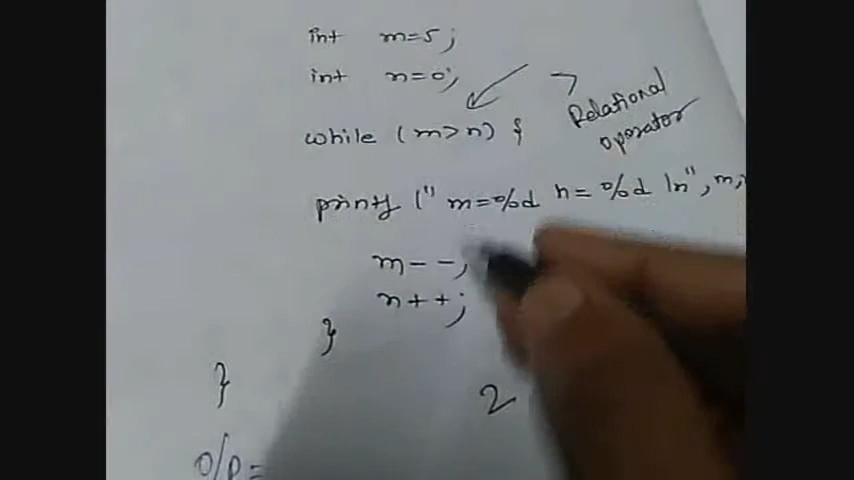 int m=5;
int n=0;
while (m>n) {
Relational
operator
printf (" m=%d n=%d \n", m,
m--;
n++;
}
}
2
O/P=